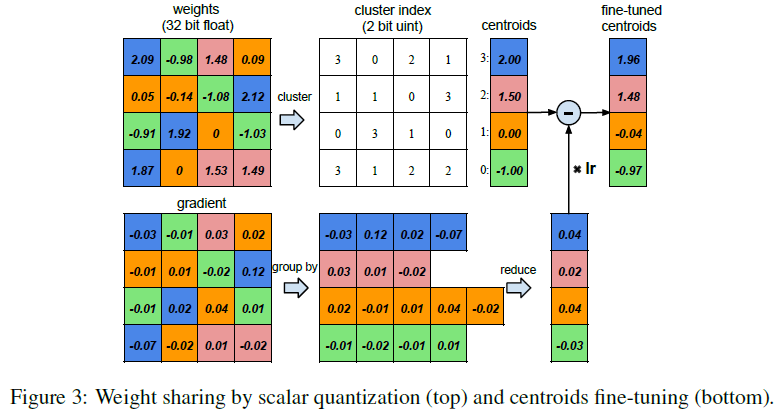 weights
(32 bit float)
cluster index
(2 bit uint)
centroids
fine-tuned
centroids
2.09 -0.98 1.48 0.09
0.05 -0.14 -1.08 2.12
-0.91 1.92 0 -1.03
1.87 0 1.53 1.49
cluster
3 0 2 1
1 1 0 3
0 3 1 0
3 1 2 2
3: 2.00
2: 1.50
1: 0.00
0: -1.00
-
× lr
1.96
1.48
-0.04
-0.97
gradient
-0.03 -0.01 0.03 0.02
-0.01 0.01 -0.02 0.12
-0.01 0.02 0.04 0.01
-0.07 -0.02 0.01 -0.02
group by
-0.03 0.12 0.02 -0.07
0.03 0.01 -0.02
0.02 -0.01 0.01 0.04 -0.02
-0.01 -0.02 -0.01 0.01
reduce
0.04
0.02
0.04
-0.03
Figure 3: Weight sharing by scalar quantization (top) and centroids fine-tuning (bottom).